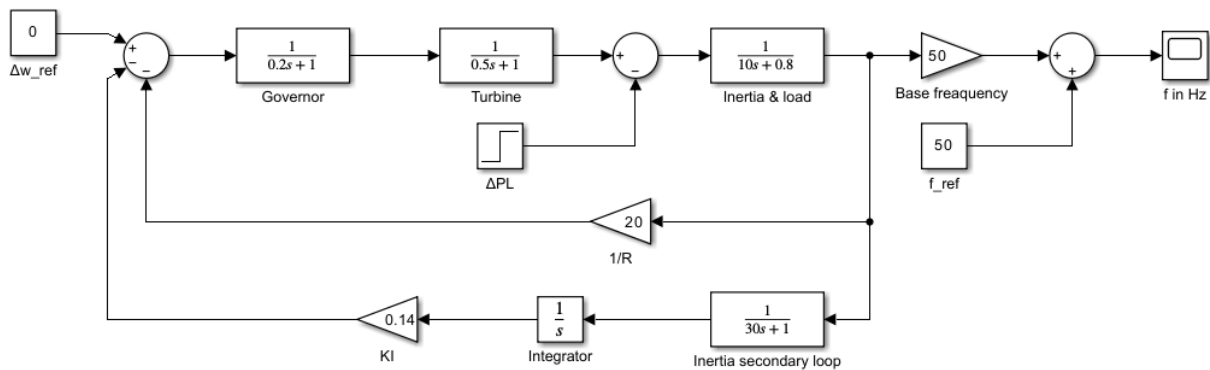 0
Δw_ref
+
−
−
1
0.2s + 1
Governor
1
0.5s + 1
Turbine
+
−
1
10s + 0.8
Inertia & load
50
Base freaquency
+
+
f in Hz
ΔPL
50
f_ref
20
1/R
0.14
KI
1
s
Integrator
1
30s + 1
Inertia secondary loop